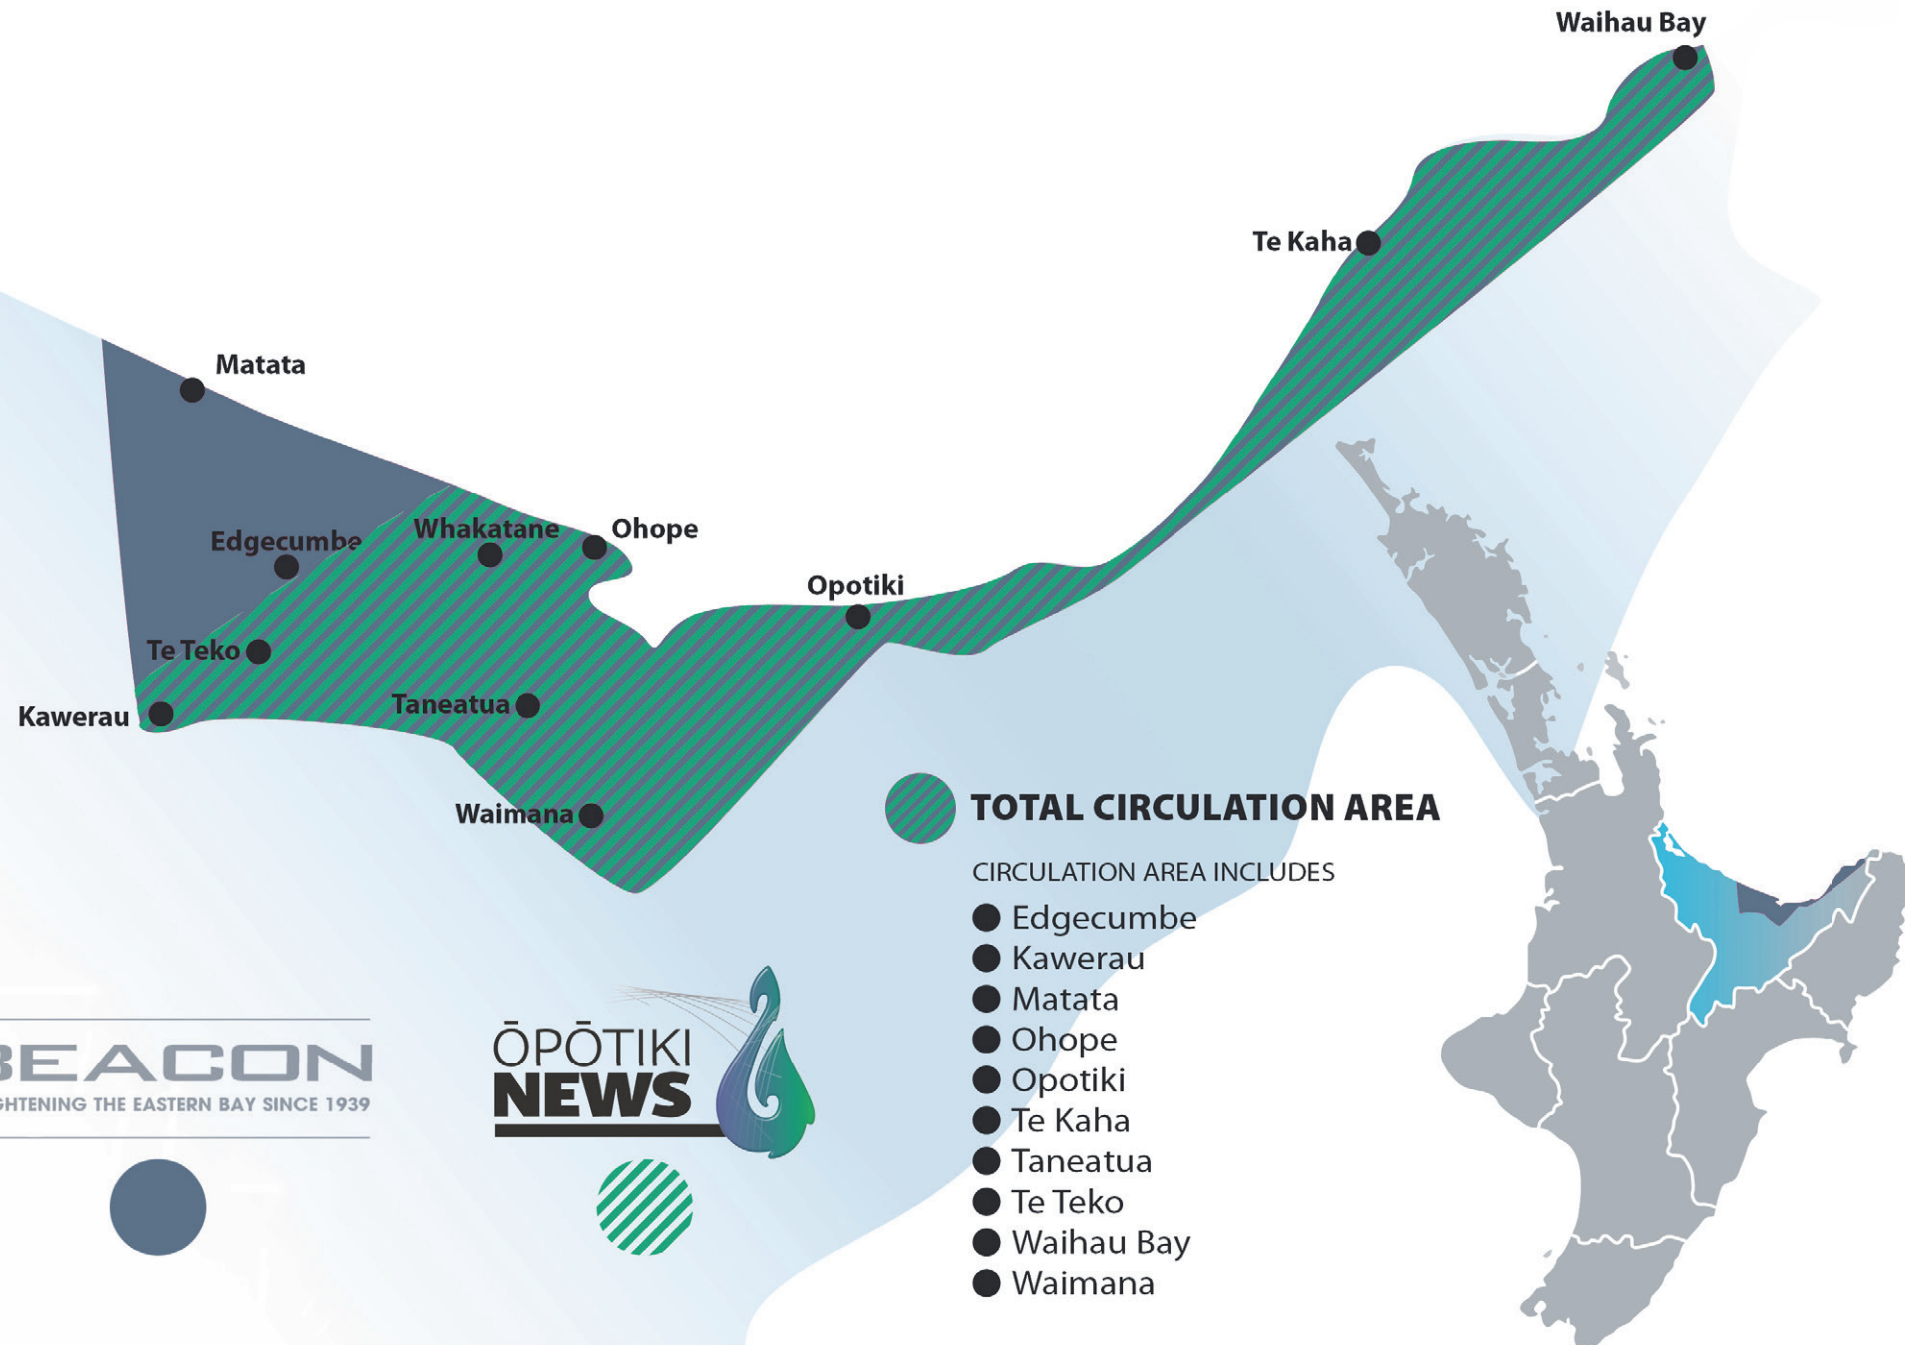 Waihau Bay
Te Kaha
Matata
Edgecumbe
Whakatane
Ohope
Opotiki
Te Teko
Kawerau
Taneatua
Waimana
TOTAL CIRCULATION AREA
CIRCULATION AREA INCLUDES
Edgecumbe
Kawerau
Matata
Ohope
Opotiki
Te Kaha
Taneatua
Te Teko
Waihau Bay
Waimana
BEACON
GHTENING THE EASTERN BAY SINCE 1939
ŌPŌTIKI
NEWS